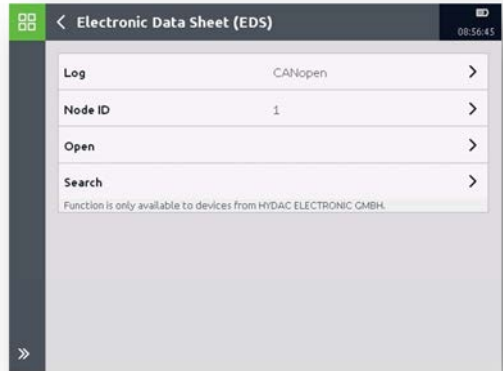 Electronic Data Sheet (EDS)
08:56:45
Log CANopen
Node ID 1
Open
Search
Function is only available to devices from HYDAC ELECTRONIC GMBH.